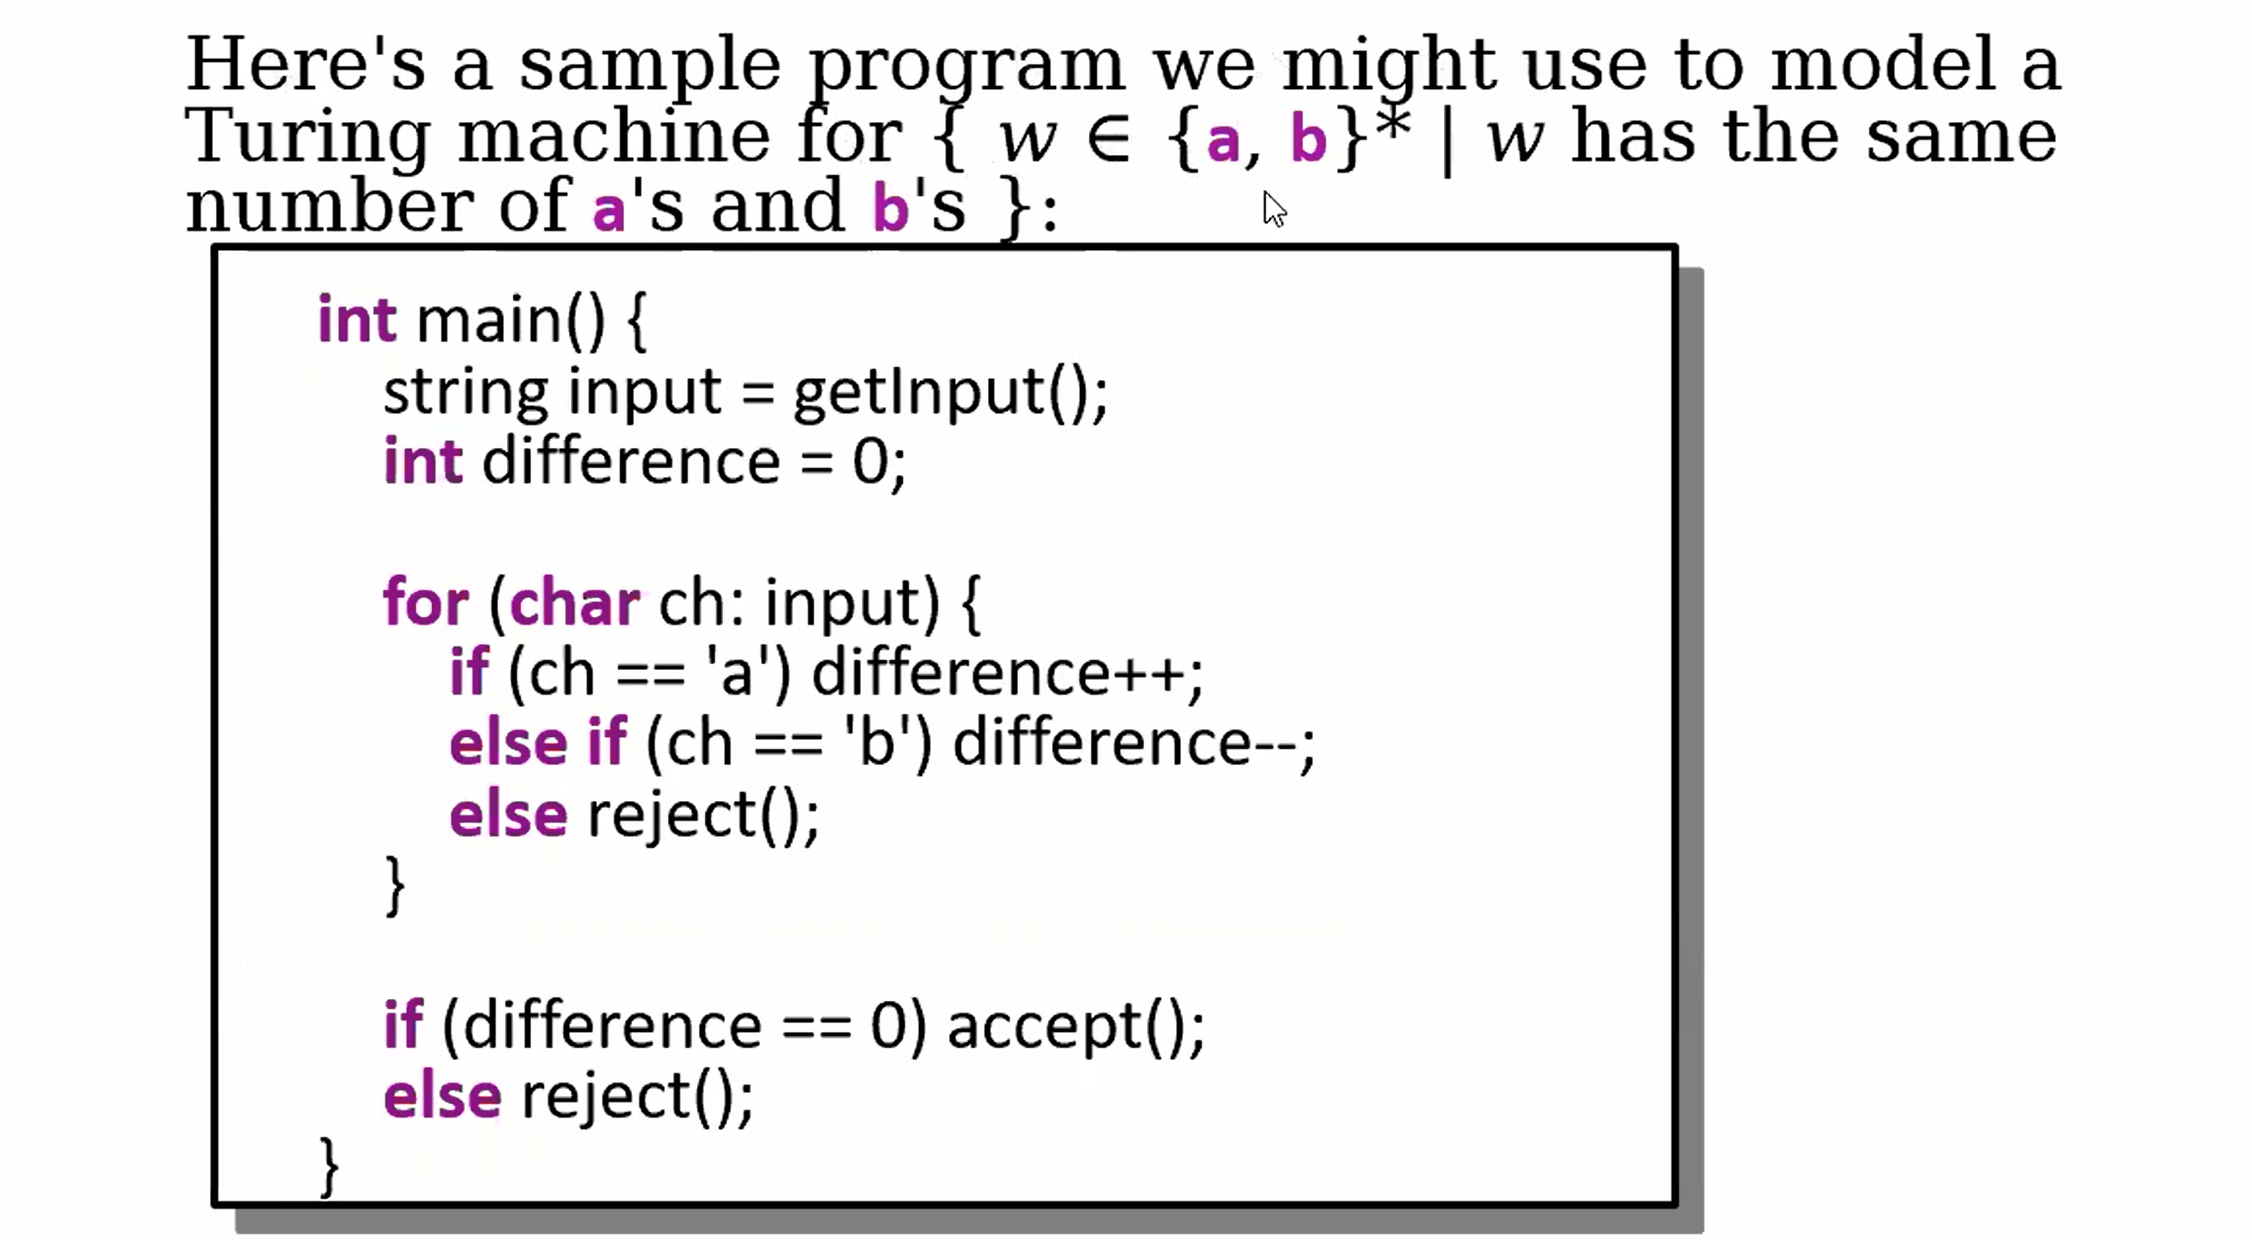 Here's a sample program we might use to model a
Turing machine for { w ∈ {a, b}* | w has the same
number of a's and b's }:
int main() {
string input = getInput();
int difference = 0;
for (char ch: input) {
if (ch == 'a') difference++;
else if (ch == 'b') difference--;
else reject();
}
if (difference == 0) accept();
else reject();
}